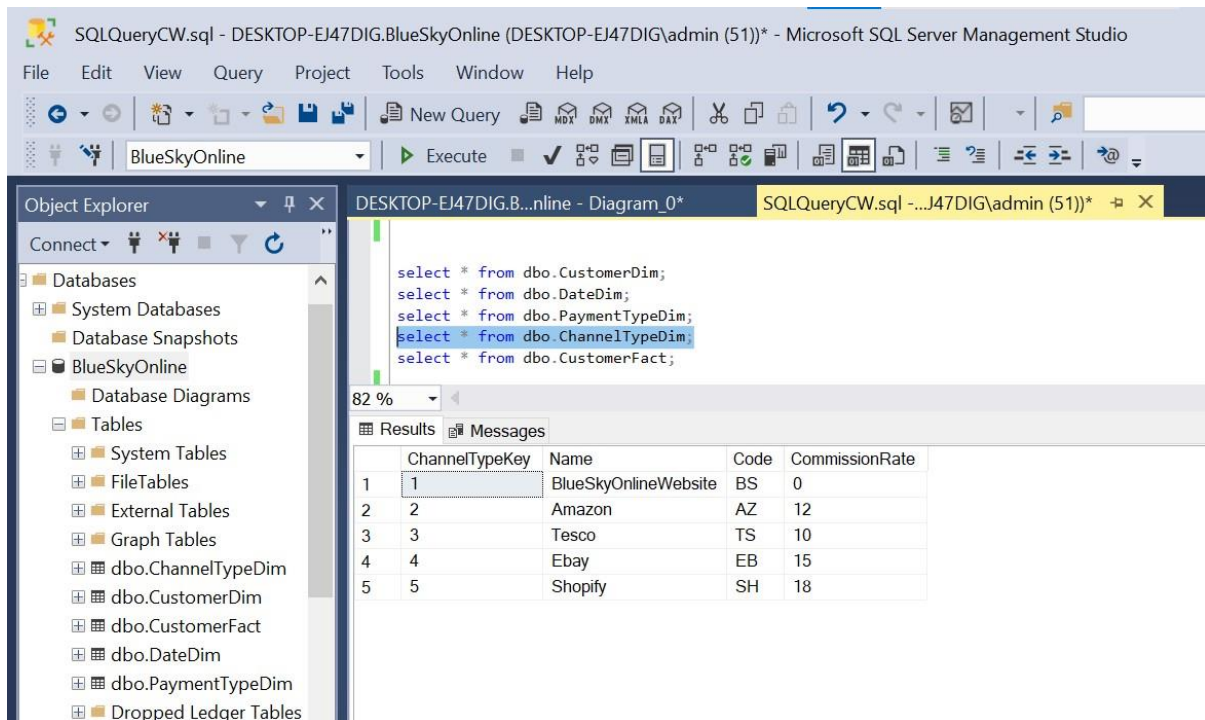 SQLQueryCW.sql - DESKTOP-EJ47DIG.BlueSkyOnline (DESKTOP-EJ47DIG\admin (51))* - Microsoft SQL Server Management Studio
File Edit View Query Project Tools Window Help
New Query MDX DMX XMLA DAX
BlueSkyOnline Execute
Object Explorer
Connect
Databases
System Databases
Database Snapshots
BlueSkyOnline
Database Diagrams
Tables
System Tables
FileTables
External Tables
Graph Tables
dbo.ChannelTypeDim
dbo.CustomerDim
dbo.CustomerFact
dbo.DateDim
dbo.PaymentTypeDim
Dropped Ledger Tables
DESKTOP-EJ47DIG.B...nline - Diagram_0* SQLQueryCW.sql -...J47DIG\admin (51))*
select * from dbo.CustomerDim;
select * from dbo.DateDim;
select * from dbo.PaymentTypeDim;
select * from dbo.ChannelTypeDim;
select * from dbo.CustomerFact;
82 %
Results Messages
ChannelTypeKey Name Code CommissionRate
1 1 BlueSkyOnlineWebsite BS 0
2 2 Amazon AZ 12
3 3 Tesco TS 10
4 4 Ebay EB 15
5 5 Shopify SH 18